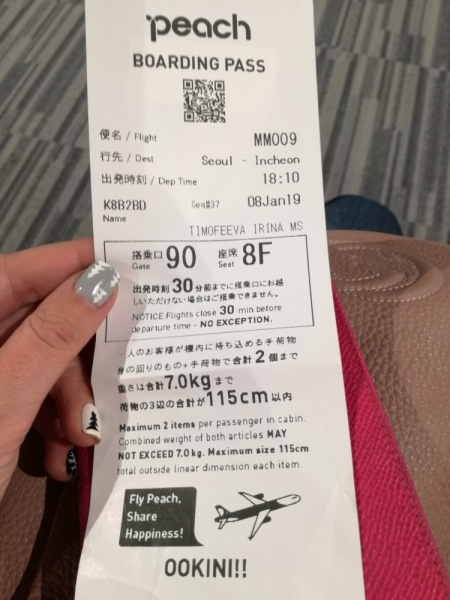 peach
BOARDING PASS
便名 / Flight MM009
行先 / Dest Seoul - Incheon
出発時刻 / Dep Time 18:10
K8B2BD Seq#37 08Jan19
Name
TIMOFEEVA IRINA MS
搭乗口 90 座席 8F
Gate Seat
出発時刻30分前までに搭乗口にお越
しいただけない場合はご搭乗できません。
NOTICE Flights close 30 min before
departure time - NO EXCEPTION.
一人のお客様が機内に持ち込める手荷物
身の回りのもの+手荷物で合計2個まで
重さは合計7.0kgまで
荷物の3辺の合計が115cm以内
Maximum 2 items per passenger in cabin.
Combined weight of both articles MAY
NOT EXCEED 7.0kg. Maximum size 115cm
total outside linear dimension each item.
Fly Peach,
Share
Happiness!
OOKINI!!